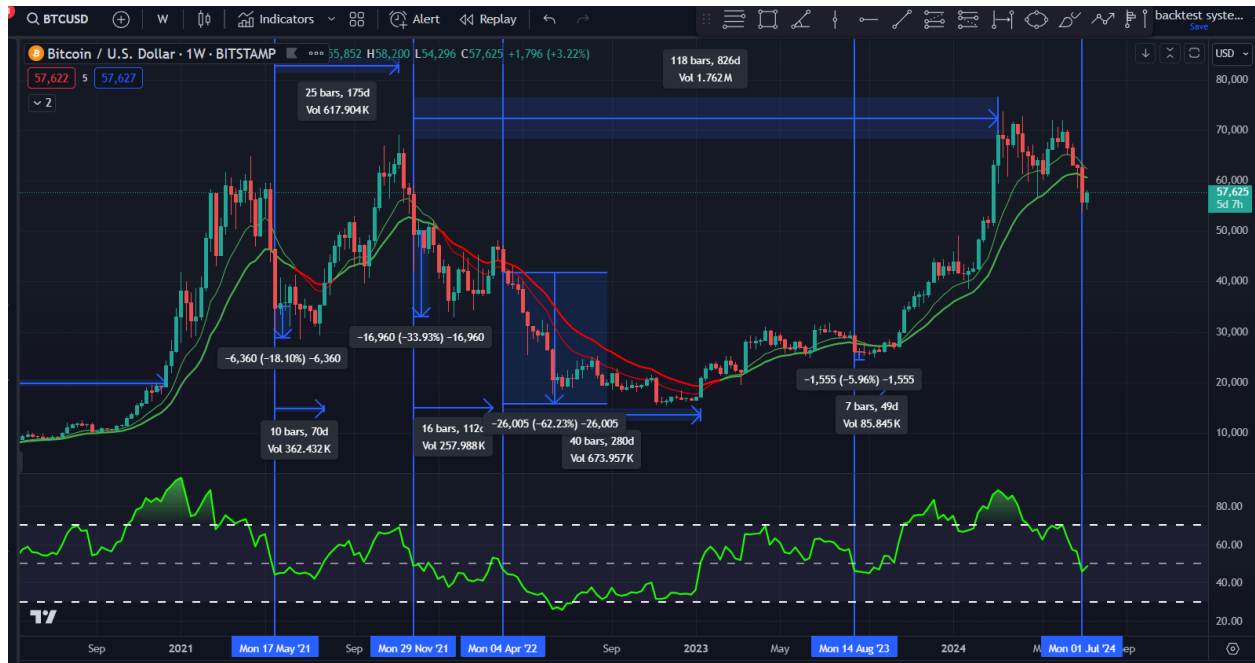 BTCUSD W Indicators Alert Replay backtest syste...
Save
Bitcoin / U.S. Dollar · 1W · BITSTAMP 55,852 H58,200 L54,296 C57,625 +1,796 (+3.22%)
USD
57,622 5 57,627
2
118 bars, 826d
Vol 1.762M
25 bars, 175d
Vol 617.904K
80,000
70,000
60,000
57,625
5d 7h
50,000
40,000
30,000
20,000
10,000
−6,360 (−18.10%) −6,360
−16,960 (−33.93%) −16,960
−1,555 (−5.96%) −1,555
10 bars, 70d
Vol 362.432K
16 bars, 112d
Vol 257.988K
−26,005 (−62.23%) −26,005
40 bars, 280d
Vol 673.957K
7 bars, 49d
Vol 85.845K
80.00
60.00
40.00
20.00
Sep 2021 Mon 17 May '21 Sep Mon 29 Nov '21 Mon 04 Apr '22 Sep 2023 May Mon 14 Aug '23 2024 Mon 01 Jul '24 ep